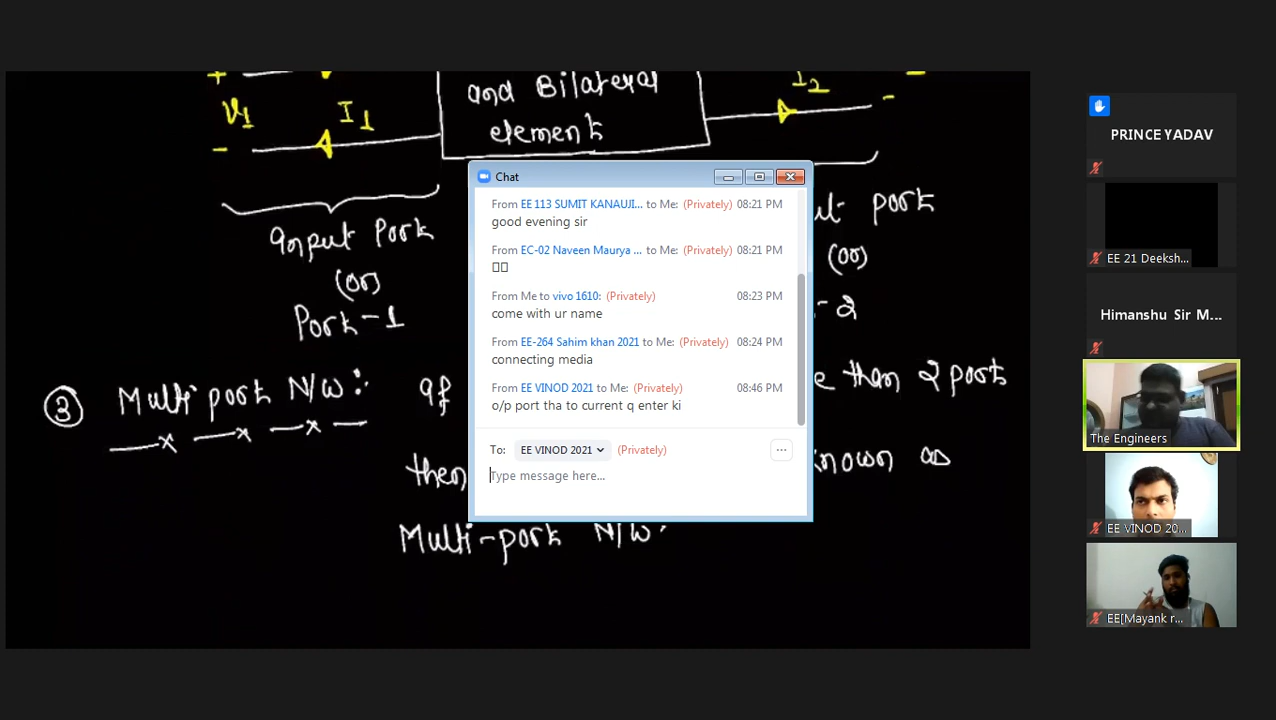 +
and Bilateral
I2
-
V1
I1
element
-
-
Input Port
ut port
(or)
(or)
Port-1
-2
3 Multi port N/W:- If
e than 2 port
then
nown as
Multi-port N/W.
Chat
From EE 113 SUMIT KANAUJI... to Me: (Privately) 08:21 PM
good evening sir
From EC-02 Naveen Maurya ... to Me: (Privately) 08:21 PM
From Me to vivo 1610: (Privately) 08:23 PM
come with ur name
From EE-264 Sahim khan 2021 to Me: (Privately) 08:24 PM
connecting media
From EE VINOD 2021 to Me: (Privately) 08:46 PM
o/p port tha to current q enter ki
To: EE VINOD 2021 (Privately) ...
Type message here...
PRINCE YADAV
EE 21 Deeksh...
Himanshu Sir M...
The Engineers
EE VINOD 20...
EE[Mayank r...